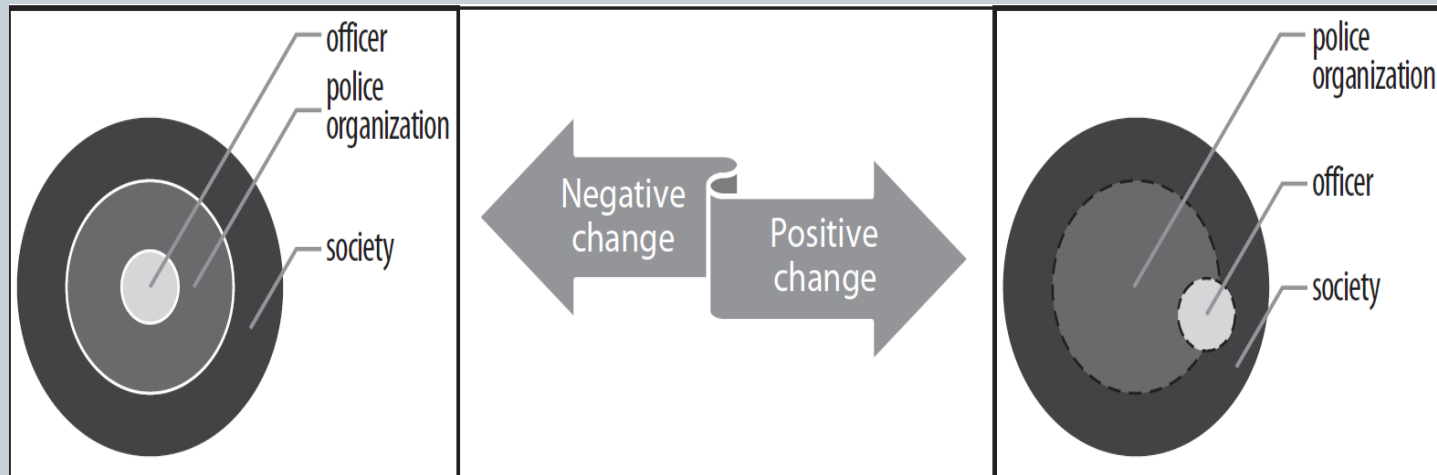 officer
police
organization
society
Negative
change
Positive
change
police
organization
officer
society